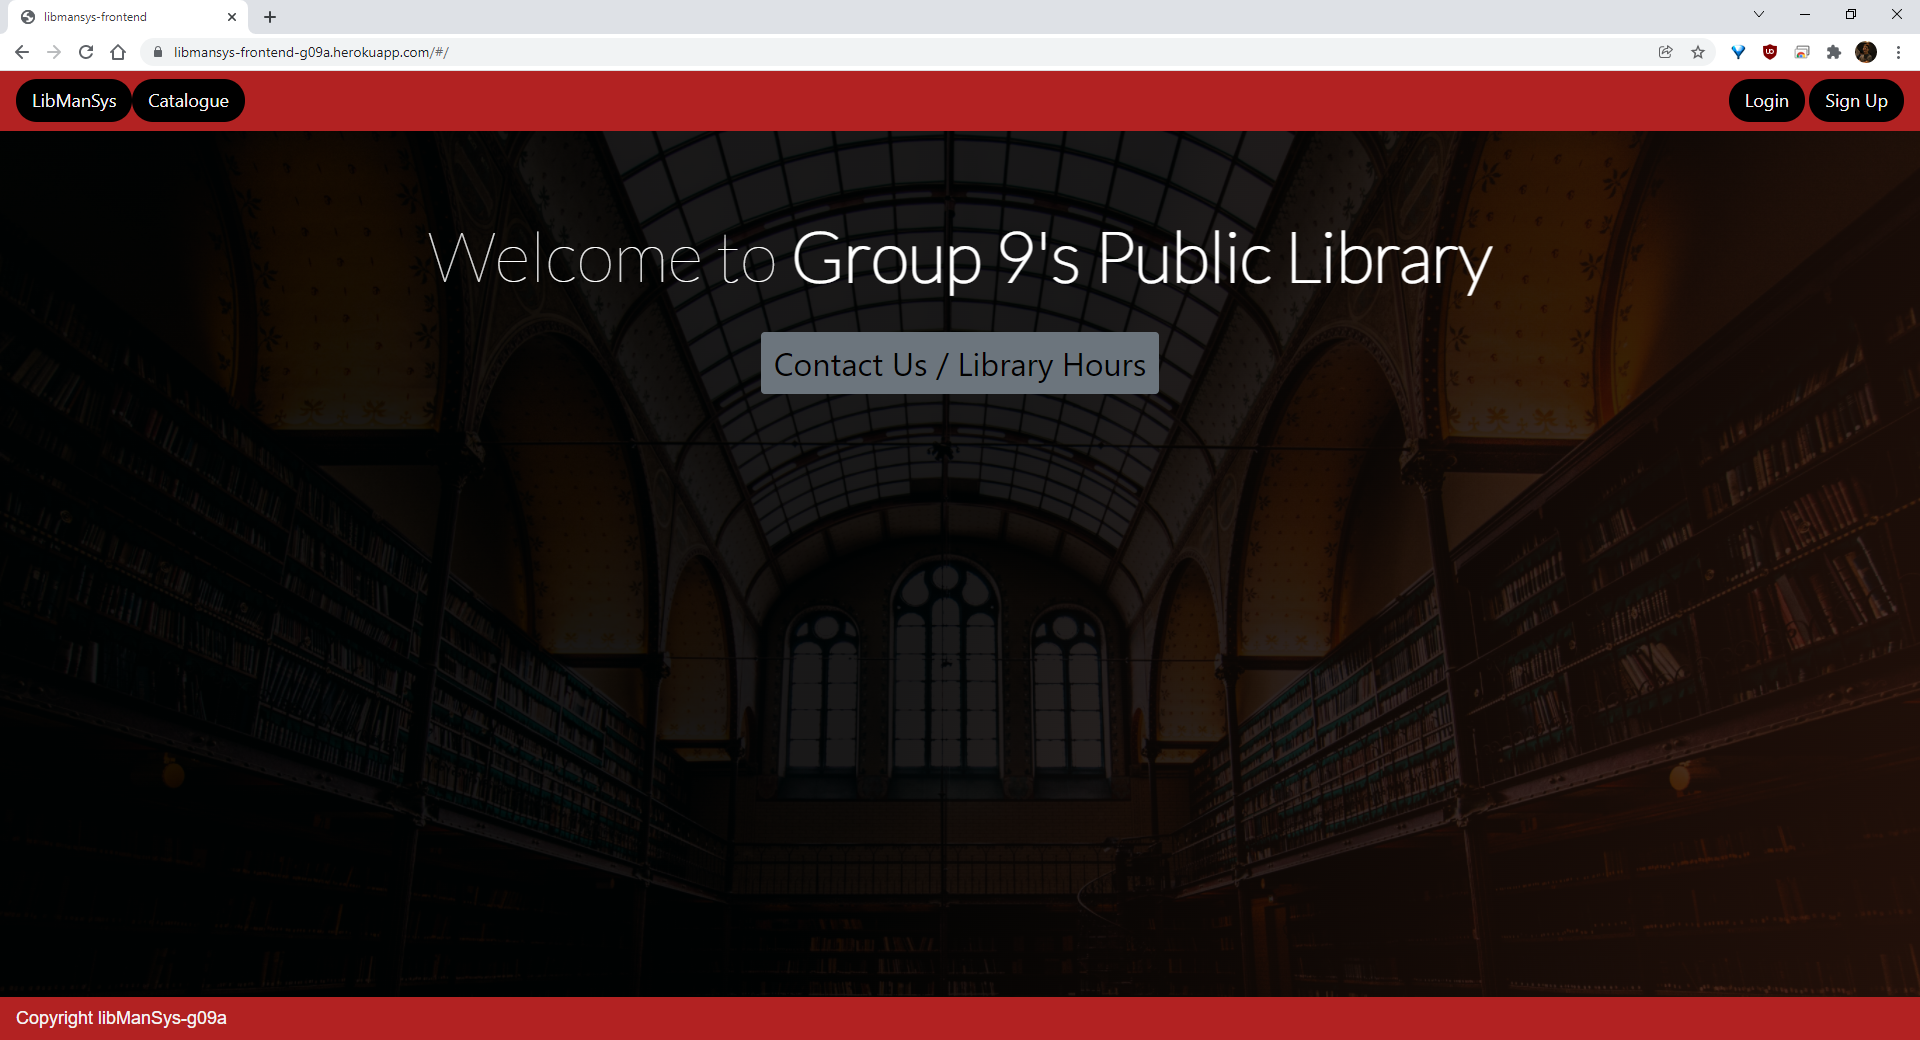 libmansys-frontend
libmansys-frontend-g09a.herokuapp.com/#/
LibManSys Catalogue Login Sign Up
Welcome to Group 9's Public Library
Contact Us / Library Hours
Copyright libManSys-g09a